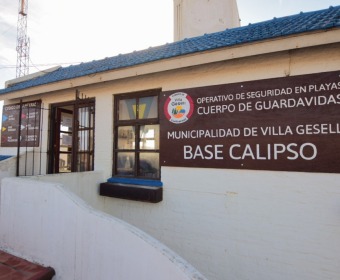 OPERATIVO DE SEGURIDAD EN PLAYAS
CUERPO DE GUARDAVIDAS
MUNICIPALIDAD DE VILLA GESELL
BASE CALIPSO